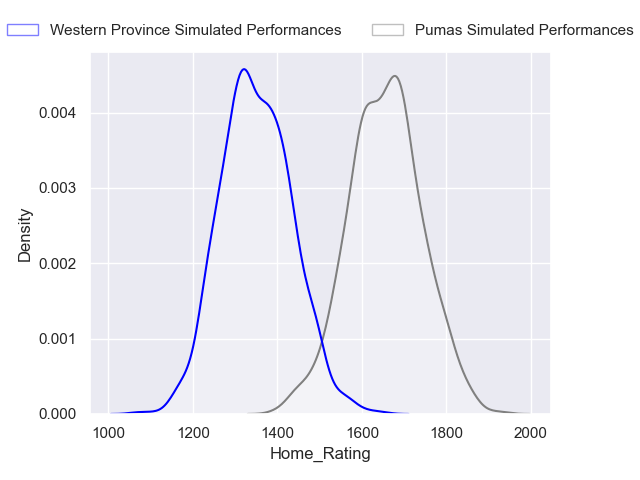 Western Province Simulated Performances Pumas Simulated Performances
0.004
0.003
0.002
0.001
0.000
Density
1000 1200 1400 1600 1800 2000
Home_Rating